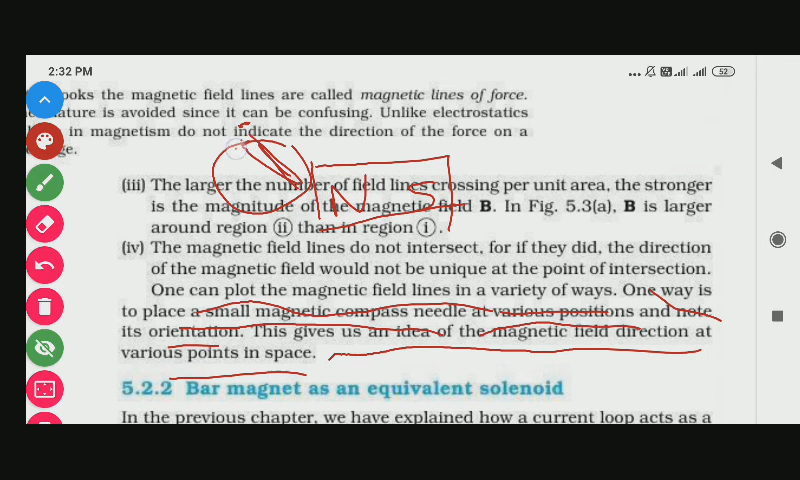 2:32 PM
52
ooks the magnetic field lines are called magnetic lines of force.
ature is avoided since it can be confusing. Unlike electrostatics
in magnetism do not indicate the direction of the force on a
ge.
(iii) The larger the number of field lines crossing per unit area, the stronger
is the magnitude of the magnetic field B. In Fig. 5.3(a), B is larger
around region ii than in region i.
N S
(iv) The magnetic field lines do not intersect, for if they did, the direction
of the magnetic field would not be unique at the point of intersection.
One can plot the magnetic field lines in a variety of ways. One way is
to place a small magnetic compass needle at various positions and note
its orientation. This gives us an idea of the magnetic field direction at
various points in space.
5.2.2 Bar magnet as an equivalent solenoid
In the previous chapter, we have explained how a current loop acts as a